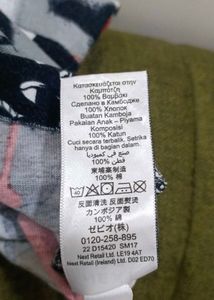 Κατασκευάζεται στην
Καμπότζη
100% Βαμβάκι
Сделано в Камбодже
100% Хлопок
Buatan Kamboja
Pakaian Anak - Piyama
Komposisi
100% Katun
Cuci secara terbalik. Setrika
hanya di bagian dalam.
صنع في كمبوديا
100% قطن
柬埔寨制造
100% 棉
反面清洗 反面熨烫
カンボジア製
100% 綿
ゼビオ(株)
0120-258-895
22 D15420 SM17
Next Retail Ltd. LE19 4AT
Next Retail (Ireland) Ltd. D02 ED70